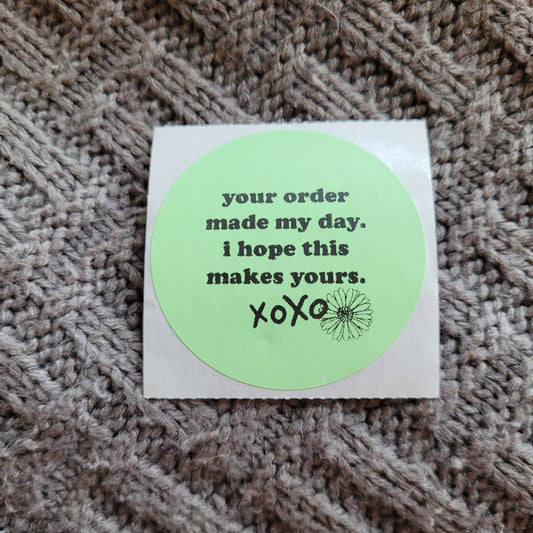 your order
made my day.
i hope this
makes yours.
xoxo